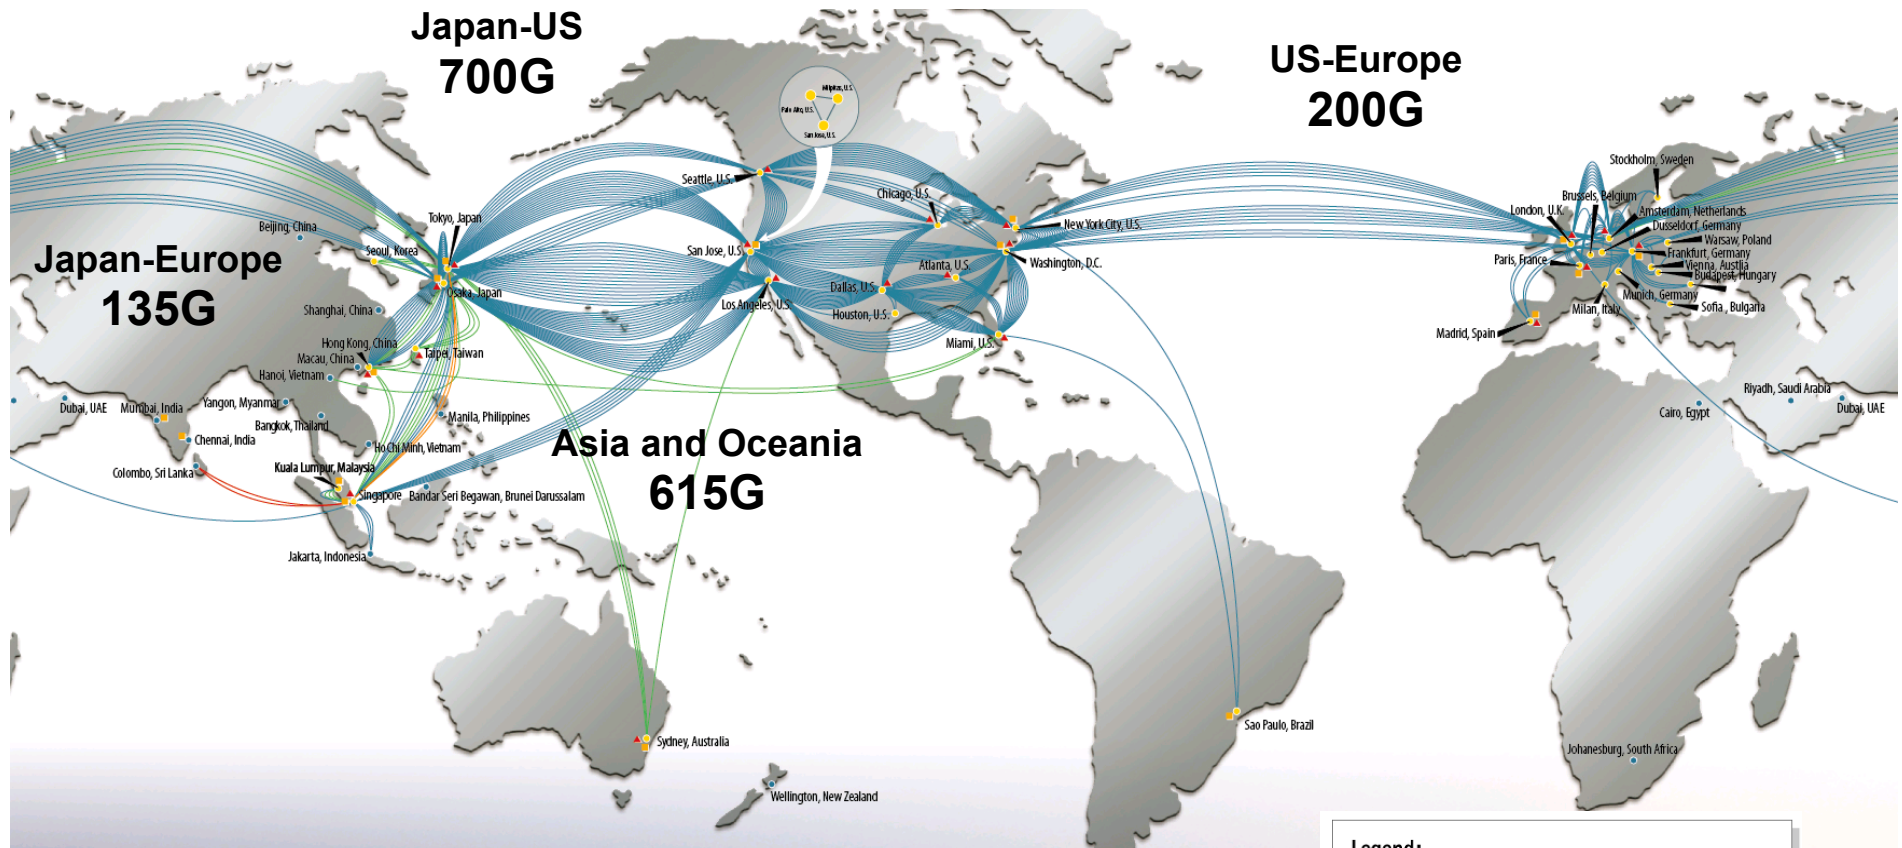 Japan-US
700G
US-Europe
200G
Japan-Europe
135G
Asia and Oceania
615G
Milpitas, U.S.
Palo Alto, U.S.
San Jose, U.S.
Seattle, U.S.
Chicago, U.S.
New York City, U.S.
San Jose, U.S.
Atlanta, U.S.
Washington, D.C.
Dallas, U.S.
Los Angeles, U.S.
Houston, U.S.
Miami, U.S.
Stockholm, Sweden
Brussels, Belgium
London, U.K.
Amsterdam, Netherlands
Dusseldorf, Germany
Warsaw, Poland
Frankfurt, Germany
Paris, France
Vienna, Austlia
Budapest, Hungary
Munich, Germany
Milan, Italy
Sofia, Bulgaria
Madrid, Spain
Tokyo, Japan
Beijing, China
Seoul, Korea
Osaka, Japan
Shanghai, China
Hong Kong, China
Taipei, Taiwan
Macau, China
Hanoi, Vietnam
Dubai, UAE
Mumbai, India
Yangon, Myanmar
Manila, Philippines
Chennai, India
Bangkok, Thailand
Ho Chi Minh, Vietnam
Colombo, Sri Lanka
Kuala Lumpur, Malaysia
Singapore
Bandar Seri Begawan, Brunei Darussalam
Jakarta, Indonesia
Riyadh, Saudi Arabia
Dubai, UAE
Cairo, Egypt
Sydney, Australia
Sao Paulo, Brazil
Johanesburg, South Africa
Wellington, New Zealand
Legend: